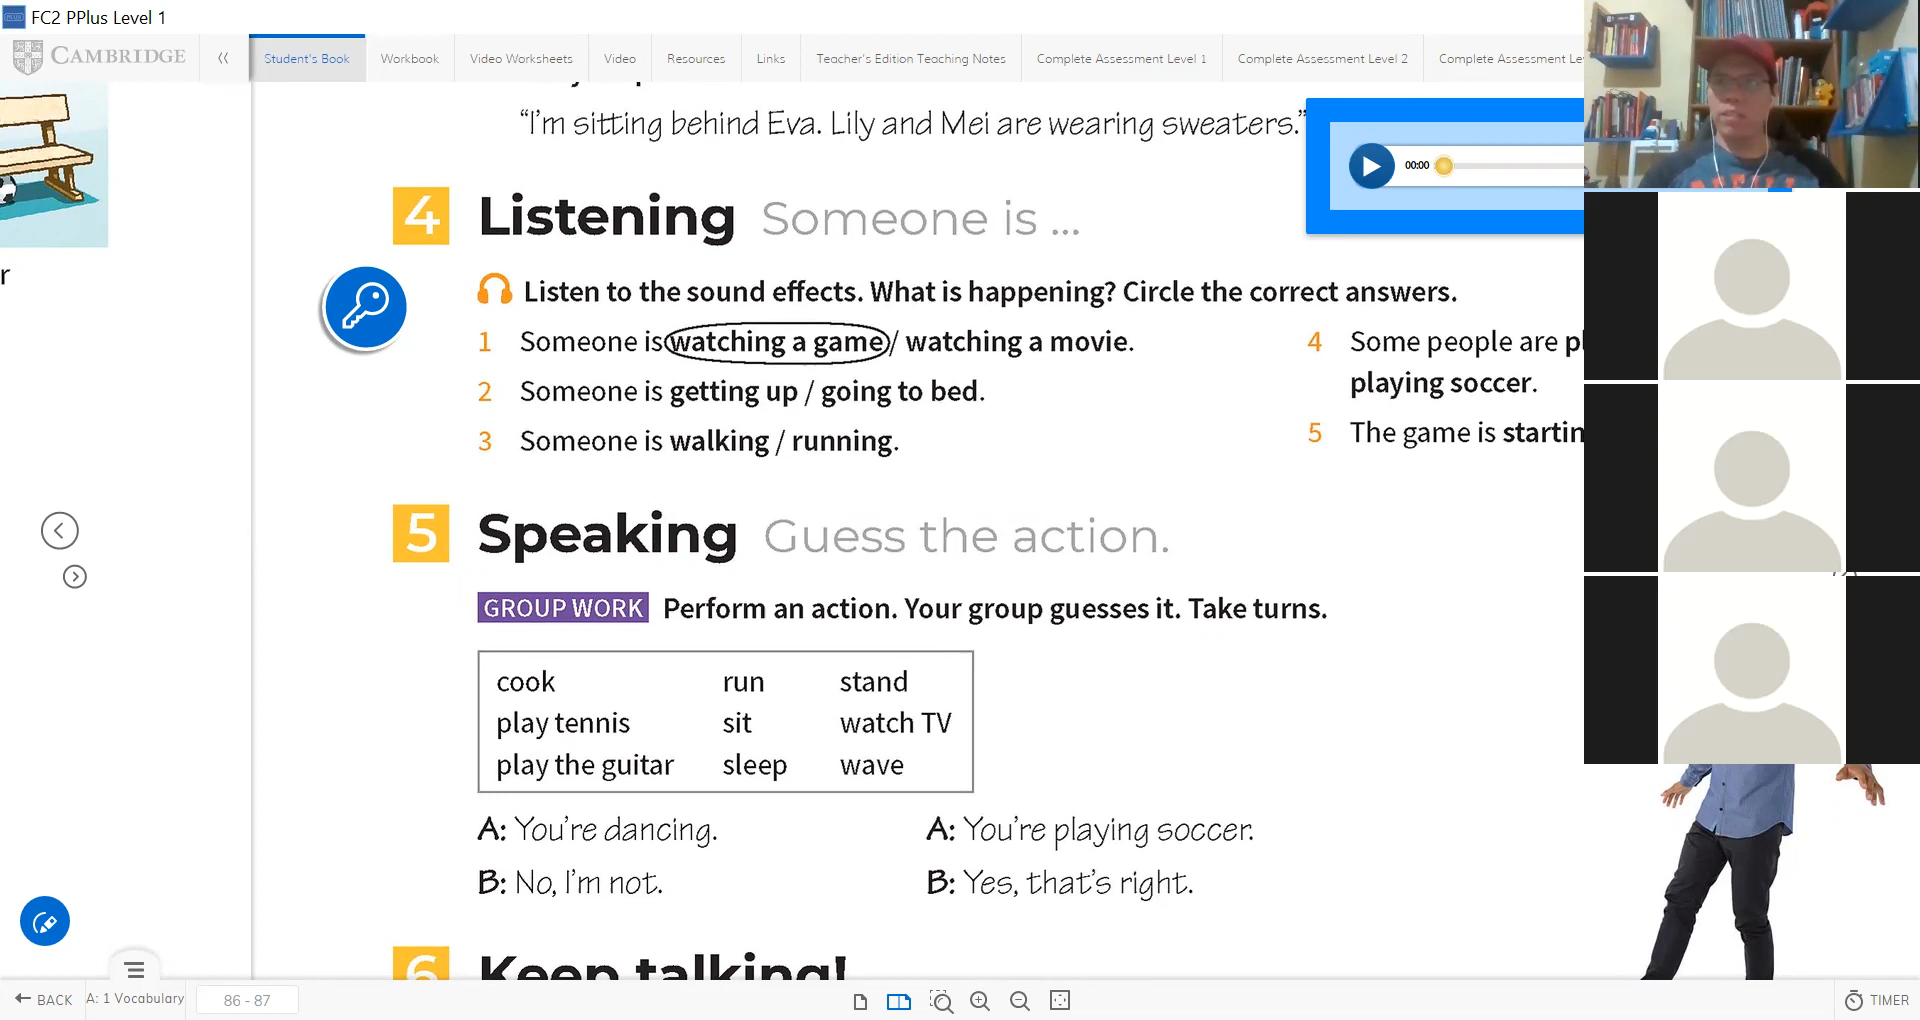 FC2 PPlus Level 1
CAMBRIDGE
Student's Book
Workbook
Video Worksheets
Video
Resources
Links
Teacher's Edition Teaching Notes
Complete Assessment Level 1
Complete Assessment Level 2
Complete Assessment Le
"I'm sitting behind Eva. Lily and Mei are wearing sweaters."
00:00
4 Listening Someone is ...
r
Listen to the sound effects. What is happening? Circle the correct answers.
1 Someone is watching a game / watching a movie.
2 Someone is getting up / going to bed.
3 Someone is walking / running.
4 Some people are pl
playing soccer.
5 The game is startin
5 Speaking Guess the action.
GROUP WORK Perform an action. Your group guesses it. Take turns.
cook run stand
play tennis sit watch TV
play the guitar sleep wave
A: You're dancing.
B: No, I'm not.
A: You're playing soccer.
B: Yes, that's right.
6 Keep talking!
BACK
A: 1 Vocabulary
86 - 87
TIMER